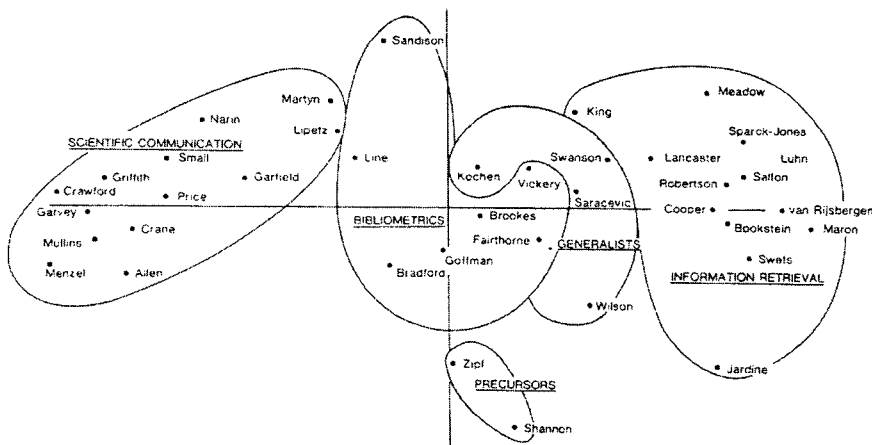 Sandison
Martyn
Narin
Lipetz
SCIENTIFIC COMMUNICATION
Small
Griffith
Garfield
Crawford
Price
Garvey
Crane
Mullins
Menzel
Allen
Line
BIBLIOMETRICS
Brookes
Fairthorne
Goffman
Bradford
Kochen
Vickery
Swanson
Saracevic
GENERALISTS
Wilson
King
Meadow
Sparck-Jones
Lancaster
Luhn
Robertson
Salton
Cooper
van Rijsbergen
Bookstein
Maron
Swets
INFORMATION RETRIEVAL
Jardine
Zipf
PRECURSORS
Shannon